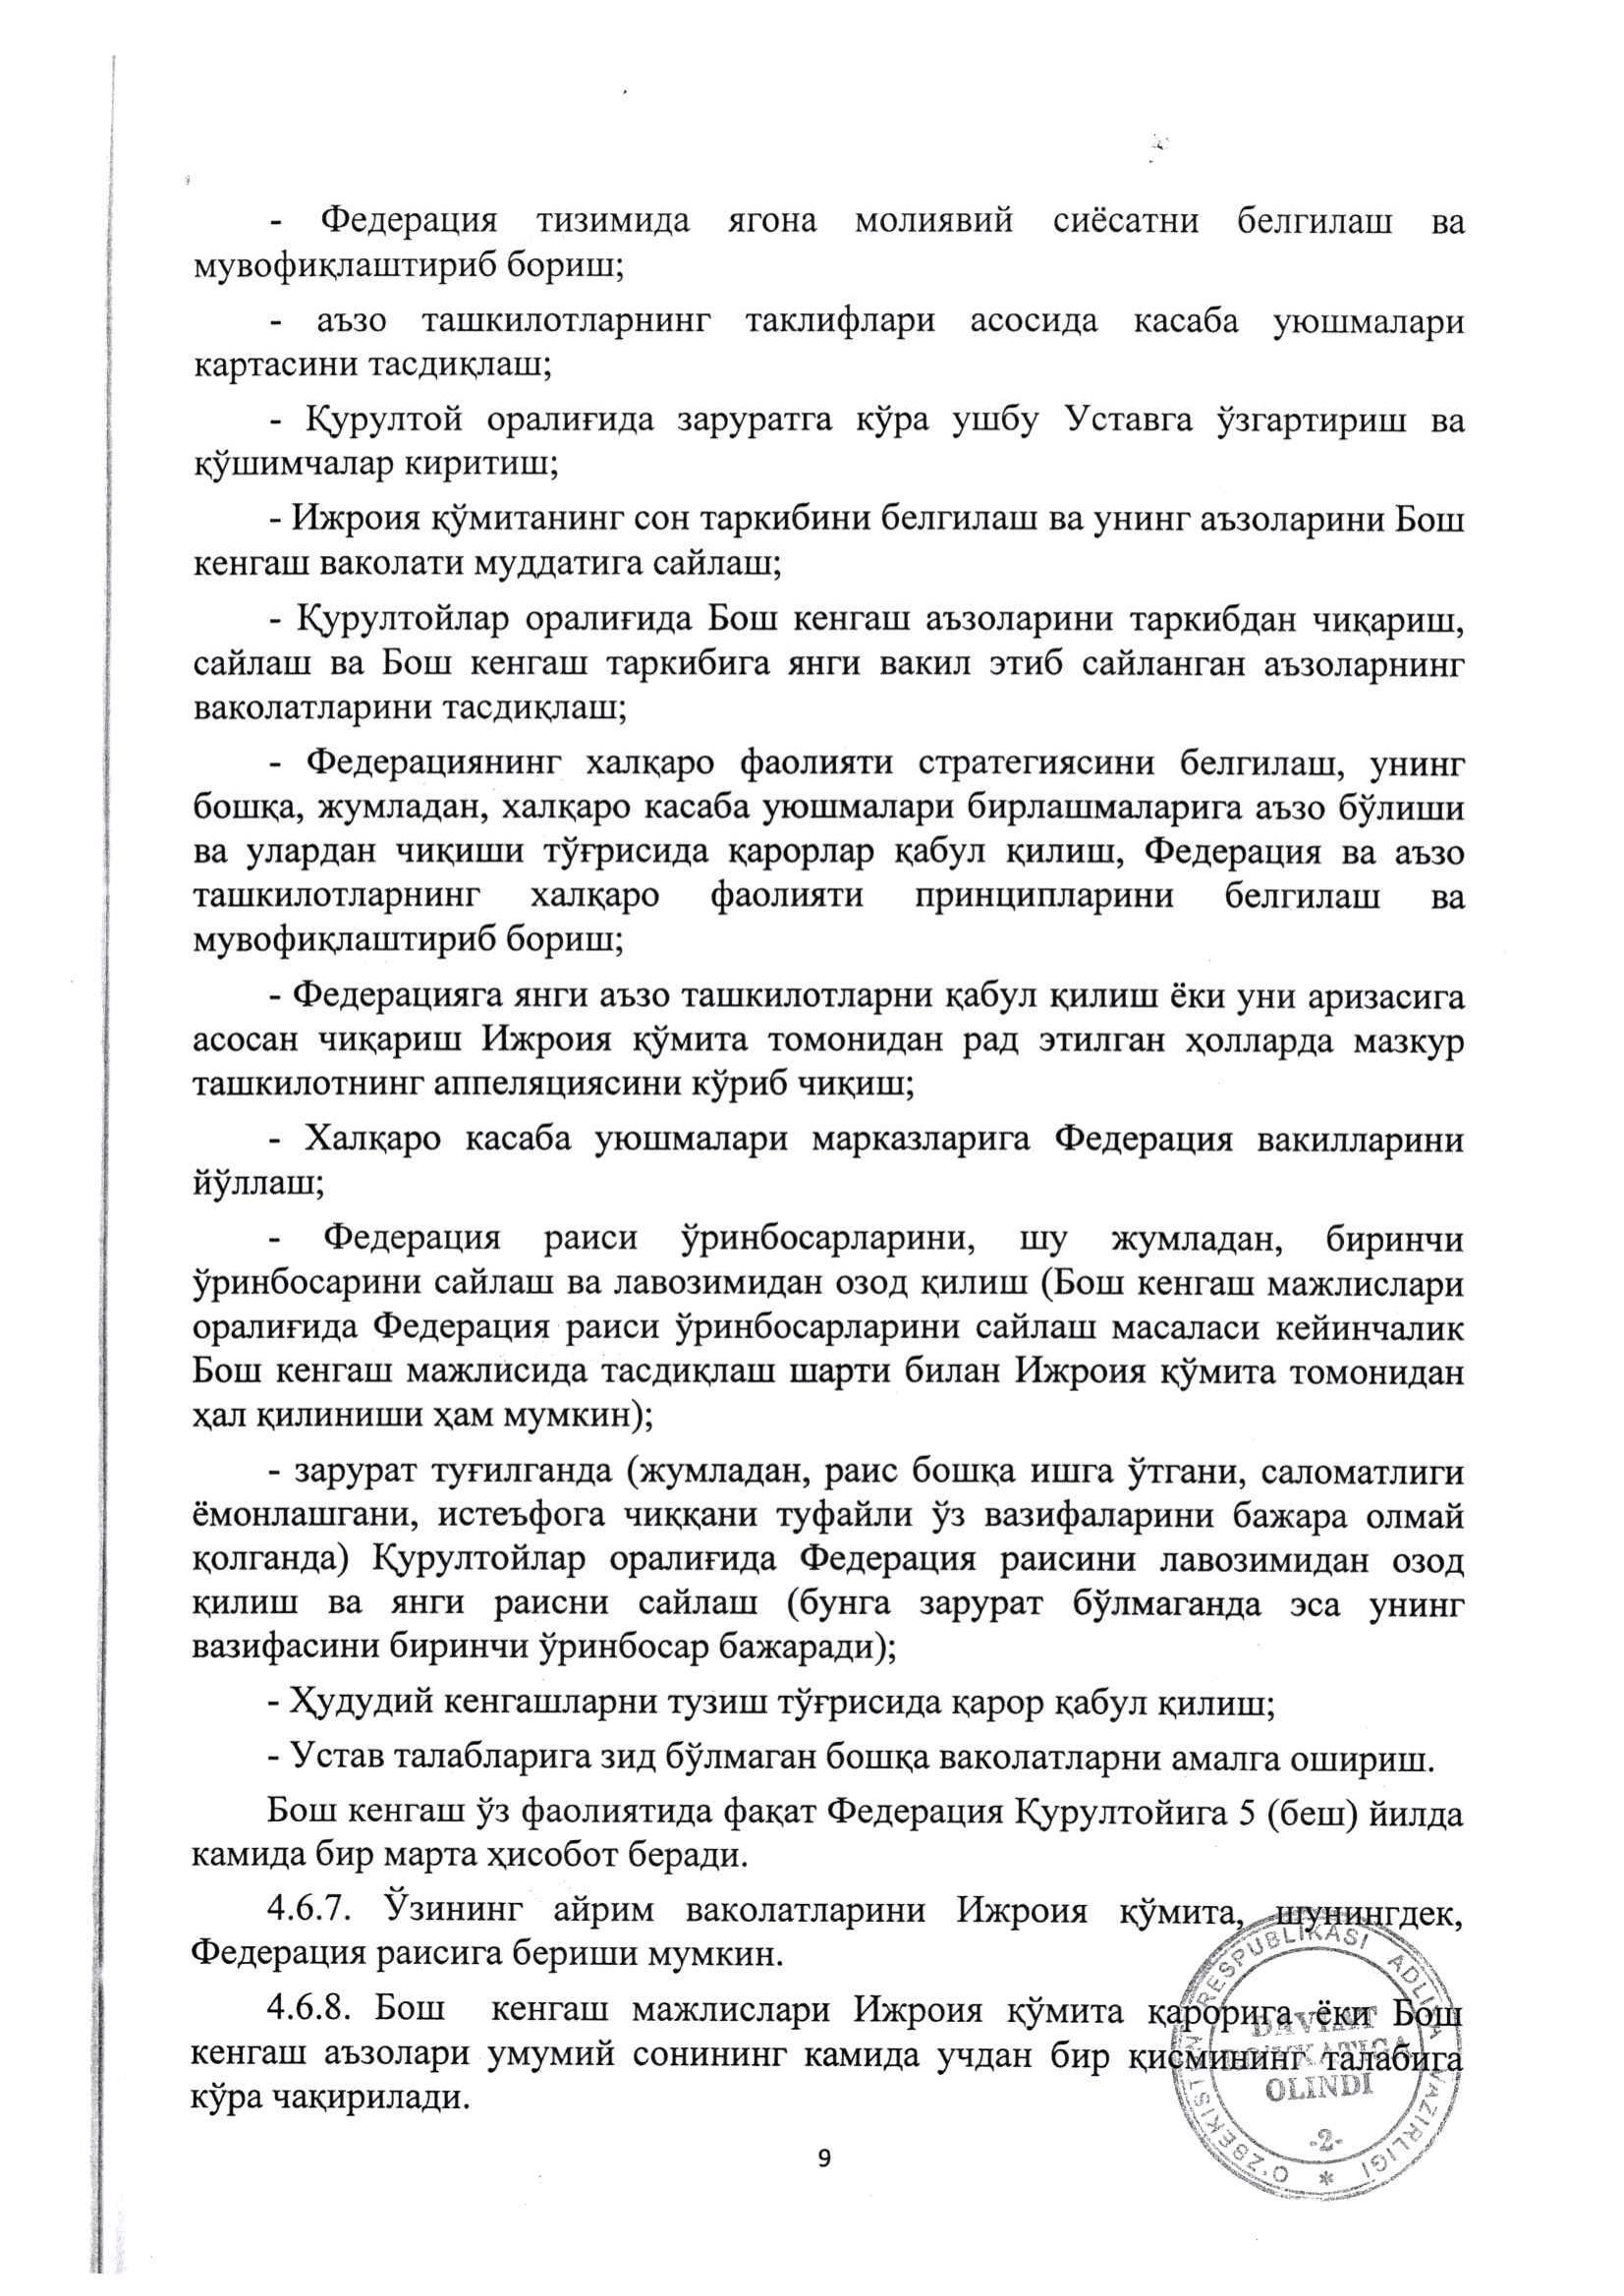 - Федерация тизимида ягона молиявий сиёсатни белгилаш ва
мувофиқлаштириб бориш;
- аъзо ташкилотларнинг таклифлари асосида касаба уюшмалари
картасини тасдиқлаш;
- Қурултой оралиғида заруратга кўра ушбу Уставга ўзгартириш ва
қўшимчалар киритиш;
- Ижроия қўмитанинг сон таркибини белгилаш ва унинг аъзоларини Бош
кенгаш ваколати муддатига сайлаш;
- Қурултойлар оралиғида Бош кенгаш аъзоларини таркибдан чиқариш,
сайлаш ва Бош кенгаш таркибига янги вакил этиб сайланган аъзоларнинг
ваколатларини тасдиқлаш;
- Федерациянинг халқаро фаолияти стратегиясини белгилаш, унинг
бошқа, жумладан, халқаро касаба уюшмалари бирлашмаларига аъзо бўлиши
ва улардан чиқиши тўғрисида қарорлар қабул қилиш, Федерация ва аъзо
ташкилотларнинг халқаро фаолияти принципларини белгилаш ва
мувофиқлаштириб бориш;
- Федерацияга янги аъзо ташкилотларни қабул қилиш ёки уни аризасига
асосан чиқариш Ижроия қўмита томонидан рад этилган ҳолларда мазкур
ташкилотнинг аппеляциясини кўриб чиқиш;
- Халқаро касаба уюшмалари марказларига Федерация вакилларини
йўллаш;
- Федерация раиси ўринбосарларини, шу жумладан, биринчи
ўринбосарини сайлаш ва лавозимидан озод қилиш (Бош кенгаш мажлислари
оралиғида Федерация раиси ўринбосарларини сайлаш масаласи кейинчалик
Бош кенгаш мажлисида тасдиқлаш шарти билан Ижроия қўмита томонидан
ҳал қилиниши ҳам мумкин);
- зарурат туғилганда (жумладан, раис бошқа ишга ўтгани, саломатлиги
ёмонлашгани, истеъфога чиққани туфайли ўз вазифаларини бажара олмай
қолганда) Қурултойлар оралиғида Федерация раисини лавозимидан озод
қилиш ва янги раисни сайлаш (бунга зарурат бўлмаганда эса унинг
вазифасини биринчи ўринбосар бажаради);
- Ҳудудий кенгашларни тузиш тўғрисида қарор қабул қилиш;
- Устав талабларига зид бўлмаган бошқа ваколатларни амалга ошириш.
Бош кенгаш ўз фаолиятида фақат Федерация Қурултойига 5 (беш) йилда
камида бир марта ҳисобот беради.
4.6.7. Ўзининг айрим ваколатларини Ижроия қўмита, шунингдек,
Федерация раисига бериши мумкин.
4.6.8. Бош кенгаш мажлислари Ижроия қўмита қарорига ёки Бош
кенгаш аъзолари умумий сонининг камида учдан бир қисмининг талабига
кўра чақирилади.
O'ZBEKISTON RESPUBLIKASI ADLIYA VAZIRLIGI *
DAVLAT
OLINDI
-2-
9